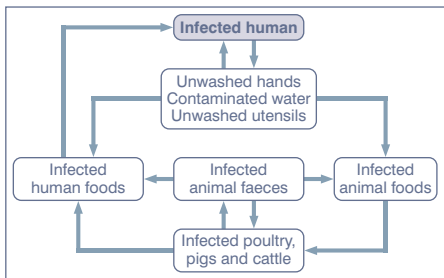 Infected human
Unwashed hands
Contaminated water
Unwashed utensils
Infected
human foods
Infected
animal faeces
Infected
animal foods
Infected poultry,
pigs and cattle